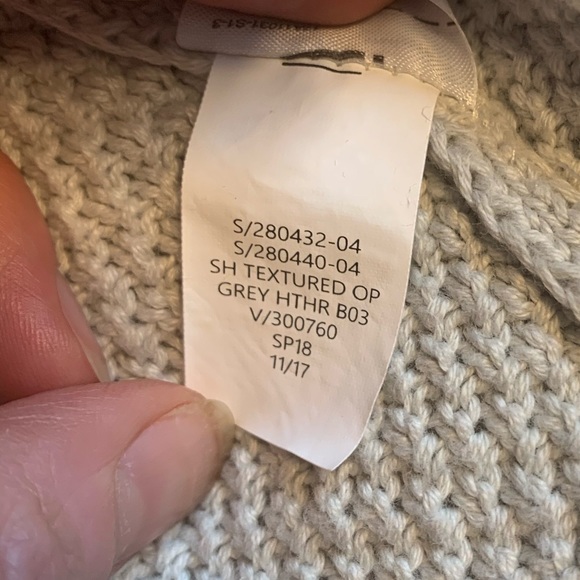 S/280432-04
S/280440-04
SH TEXTURED OP
GREY HTHR B03
V/300760
SP18
11/17